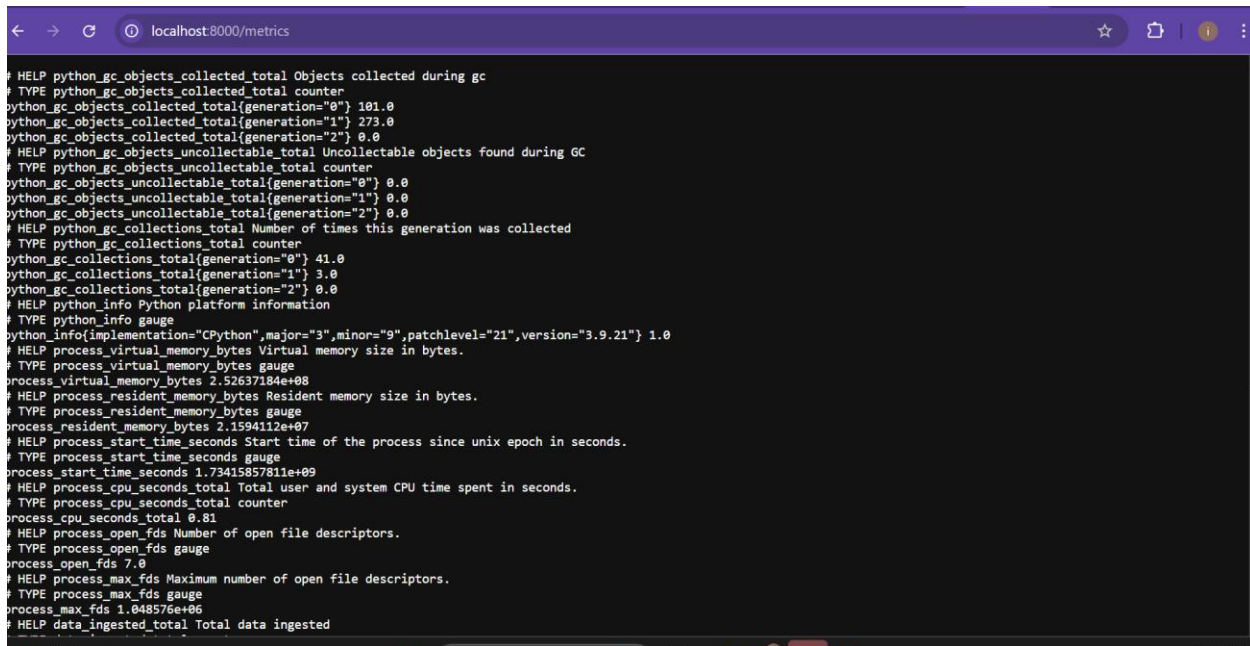 localhost:8000/metrics
# HELP python_gc_objects_collected_total Objects collected during gc
# TYPE python_gc_objects_collected_total counter
python_gc_objects_collected_total{generation="0"} 101.0
python_gc_objects_collected_total{generation="1"} 273.0
python_gc_objects_collected_total{generation="2"} 0.0
# HELP python_gc_objects_uncollectable_total Uncollectable objects found during GC
# TYPE python_gc_objects_uncollectable_total counter
python_gc_objects_uncollectable_total{generation="0"} 0.0
python_gc_objects_uncollectable_total{generation="1"} 0.0
python_gc_objects_uncollectable_total{generation="2"} 0.0
# HELP python_gc_collections_total Number of times this generation was collected
# TYPE python_gc_collections_total counter
python_gc_collections_total{generation="0"} 41.0
python_gc_collections_total{generation="1"} 3.0
python_gc_collections_total{generation="2"} 0.0
# HELP python_info Python platform information
# TYPE python_info gauge
python_info{implementation="CPython",major="3",minor="9",patchlevel="21",version="3.9.21"} 1.0
# HELP process_virtual_memory_bytes Virtual memory size in bytes.
# TYPE process_virtual_memory_bytes gauge
process_virtual_memory_bytes 2.52637184e+08
# HELP process_resident_memory_bytes Resident memory size in bytes.
# TYPE process_resident_memory_bytes gauge
process_resident_memory_bytes 2.1594112e+07
# HELP process_start_time_seconds Start time of the process since unix epoch in seconds.
# TYPE process_start_time_seconds gauge
process_start_time_seconds 1.73415857811e+09
# HELP process_cpu_seconds_total Total user and system CPU time spent in seconds.
# TYPE process_cpu_seconds_total counter
process_cpu_seconds_total 0.81
# HELP process_open_fds Number of open file descriptors.
# TYPE process_open_fds gauge
process_open_fds 7.0
# HELP process_max_fds Maximum number of open file descriptors.
# TYPE process_max_fds gauge
process_max_fds 1.048576e+06
# HELP data_ingested_total Total data ingested